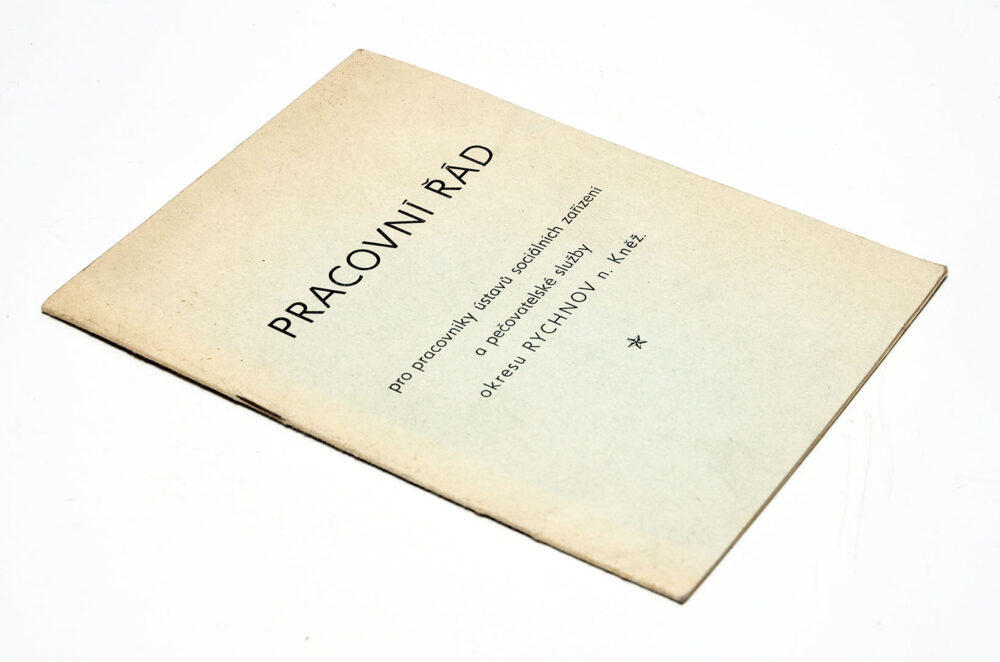 PRACOVNÍ ŘÁD
pro pracovníky ústavů sociálních zařízení
a pečovatelské služby
okresu RYCHNOV n. Kněž.